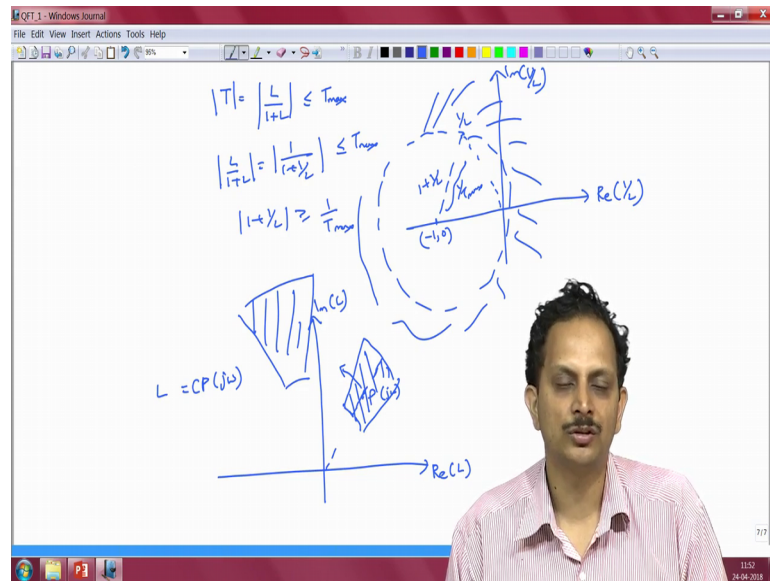 QFT_1 - Windows Journal
File Edit View Insert Actions Tools Help
95%
|T| = |L/1+L| ≤ Tmax
|L/1+L| = |1/1+1/L| ≤ Tmax
|1+1/L| ≥ 1/Tmax
Im(1/L)
1/L
1+1/L
1/Tmax
Re(1/L)
(-1,0)
Im(L)
L = CP(jω)
P(jω)
Re(L)
7/7
11:52
24-04-2018